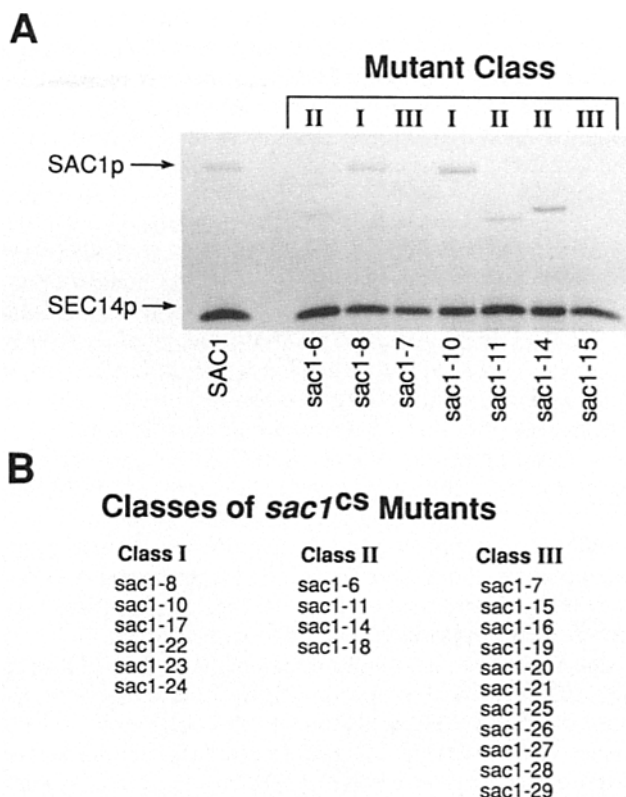 A
Mutant Class
II I III I II II III
SAC1p
SEC14p
SAC1
sac1-6
sac1-8
sac1-7
sac1-10
sac1-11
sac1-14
sac1-15
B
Classes of sac1cs Mutants
Class I
sac1-8
sac1-10
sac1-17
sac1-22
sac1-23
sac1-24
Class II
sac1-6
sac1-11
sac1-14
sac1-18
Class III
sac1-7
sac1-15
sac1-16
sac1-19
sac1-20
sac1-21
sac1-25
sac1-26
sac1-27
sac1-28
sac1-29